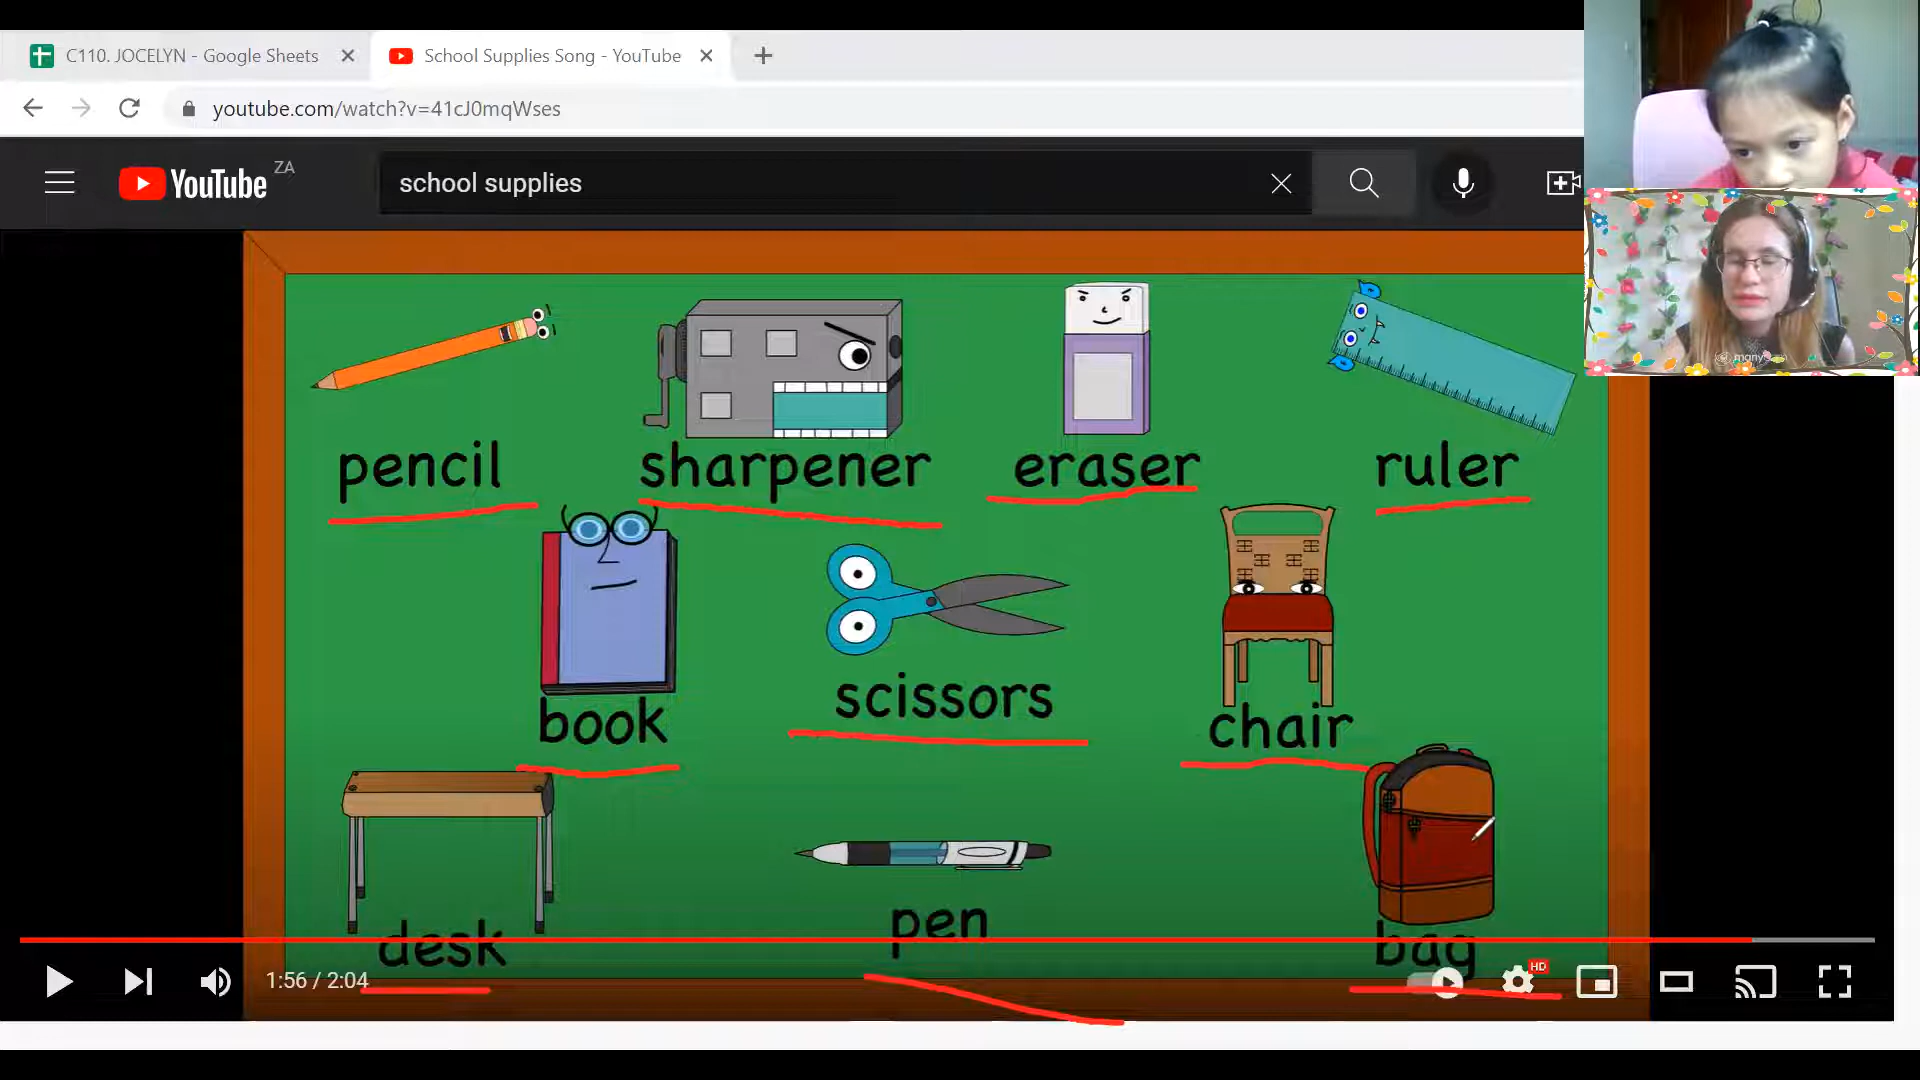 C110. JOCELYN - Google Sheets
School Supplies Song - YouTube
youtube.com/watch?v=41cJ0mqWses
YouTube ZA
school supplies
pencil sharpener eraser ruler
book scissors chair
desk pen bag
1:56 / 2:04
HD